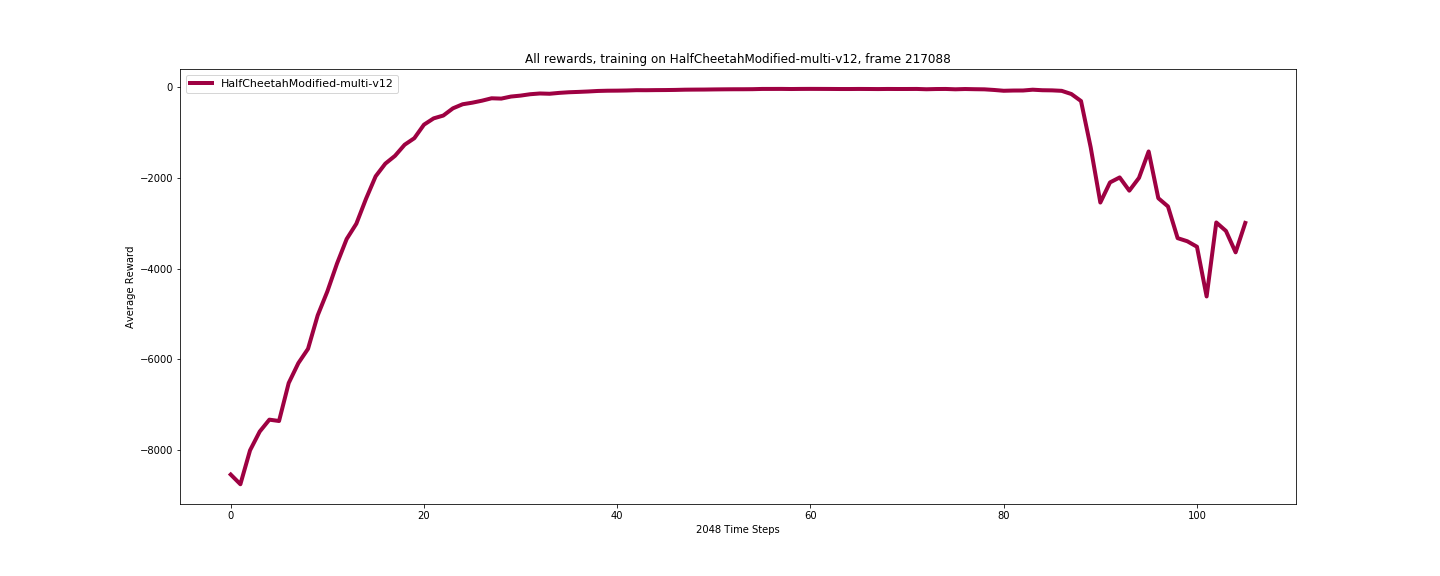 All rewards, training on HalfCheetahModified-multi-v12, frame 217088
HalfCheetahModified-multi-v12
0
−2000
−4000
−6000
−8000
Average Reward
0 20 40 60 80 100
2048 Time Steps